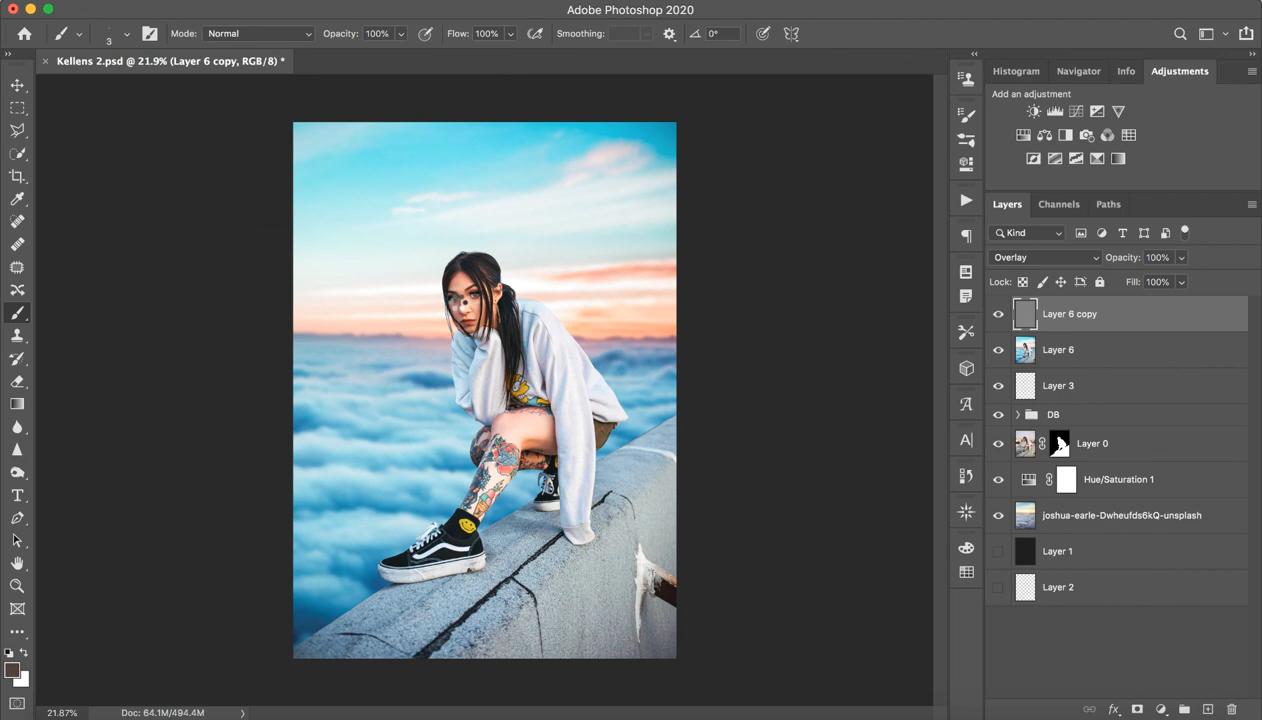 Adobe Photoshop 2020
3
Mode:
Normal
Opacity:
100%
Flow:
100%
Smoothing:
0°
Kellens 2.psd @ 21.9% (Layer 6 copy, RGB/8) *
Histogram
Navigator
Info
Adjustments
Add an adjustment
Layers
Channels
Paths
Kind
Overlay
Opacity:
100%
Lock:
Fill:
100%
Layer 6 copy
Layer 6
Layer 3
DB
Layer 0
Hue/Saturation 1
joshua-earle-Dwheufds6kQ-unsplash
Layer 1
Layer 2
21.87%
Doc: 64.1M/494.4M